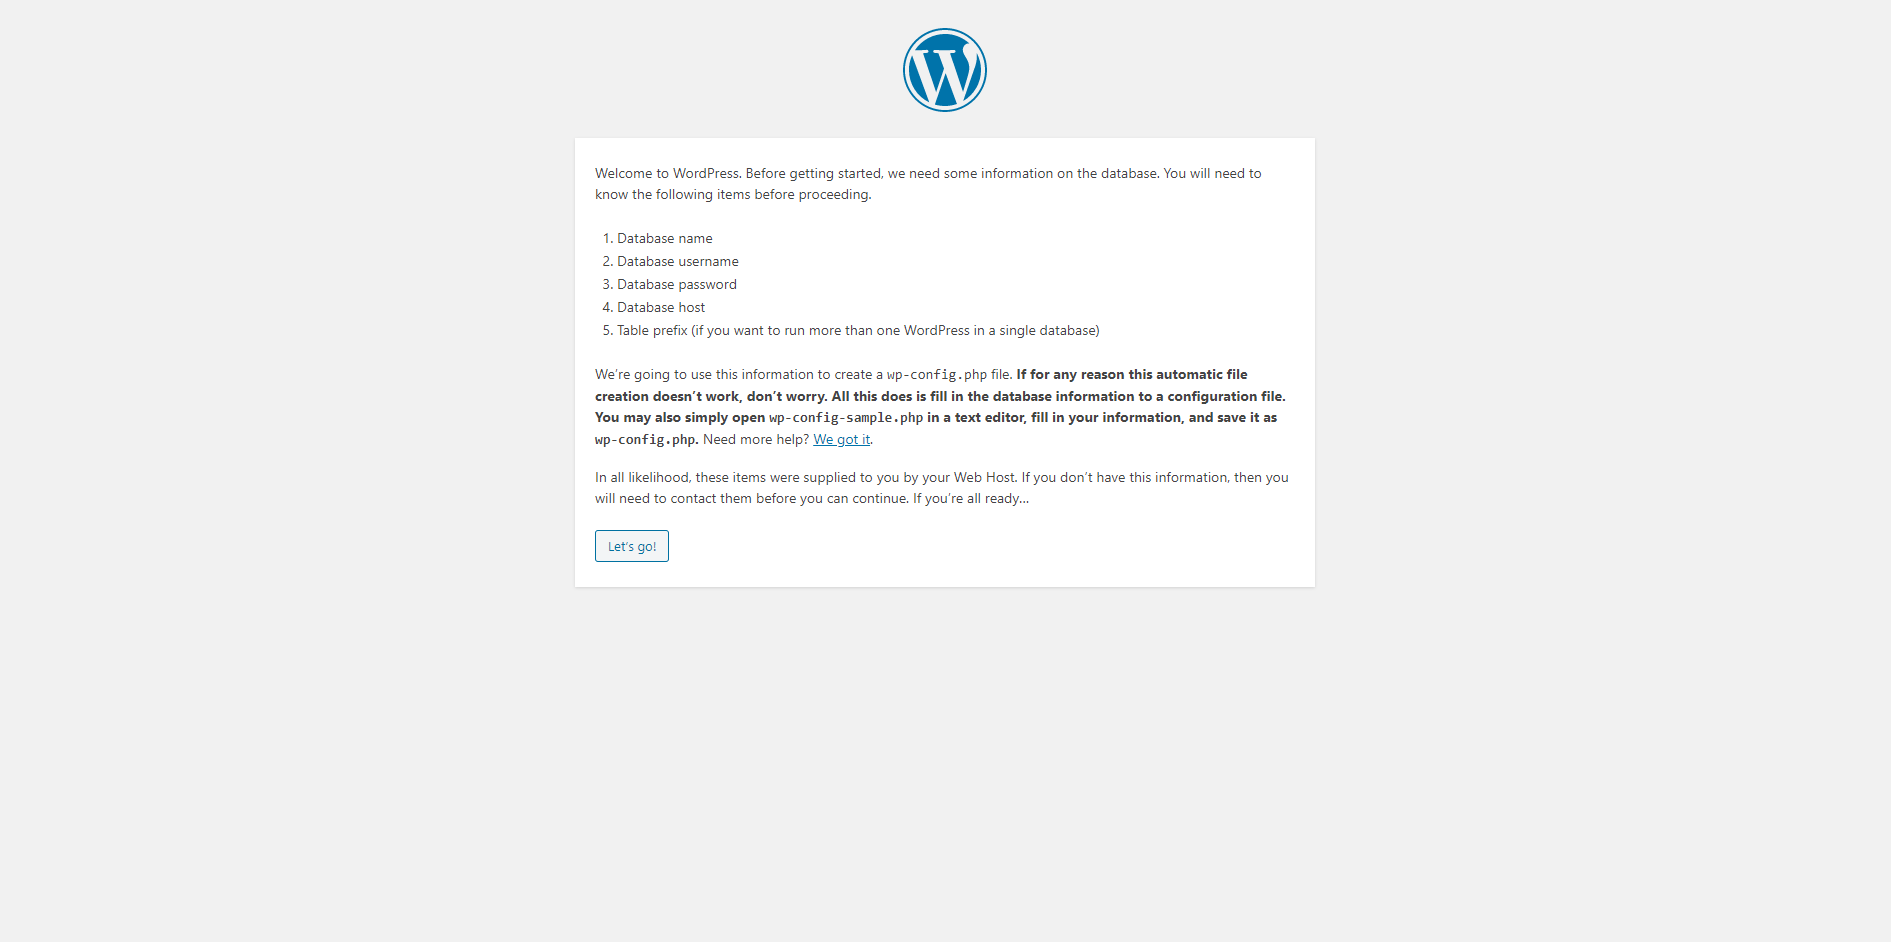 Welcome to WordPress. Before getting started, we need some information on the database. You will need to
know the following items before proceeding.
1. Database name
2. Database username
3. Database password
4. Database host
5. Table prefix (if you want to run more than one WordPress in a single database)
We’re going to use this information to create a wp-config.php file. If for any reason this automatic file
creation doesn’t work, don’t worry. All this does is fill in the database information to a configuration file.
You may also simply open wp-config-sample.php in a text editor, fill in your information, and save it as
wp-config.php. Need more help? We got it.
In all likelihood, these items were supplied to you by your Web Host. If you don’t have this information, then you
will need to contact them before you can continue. If you’re all ready…
Let’s go!